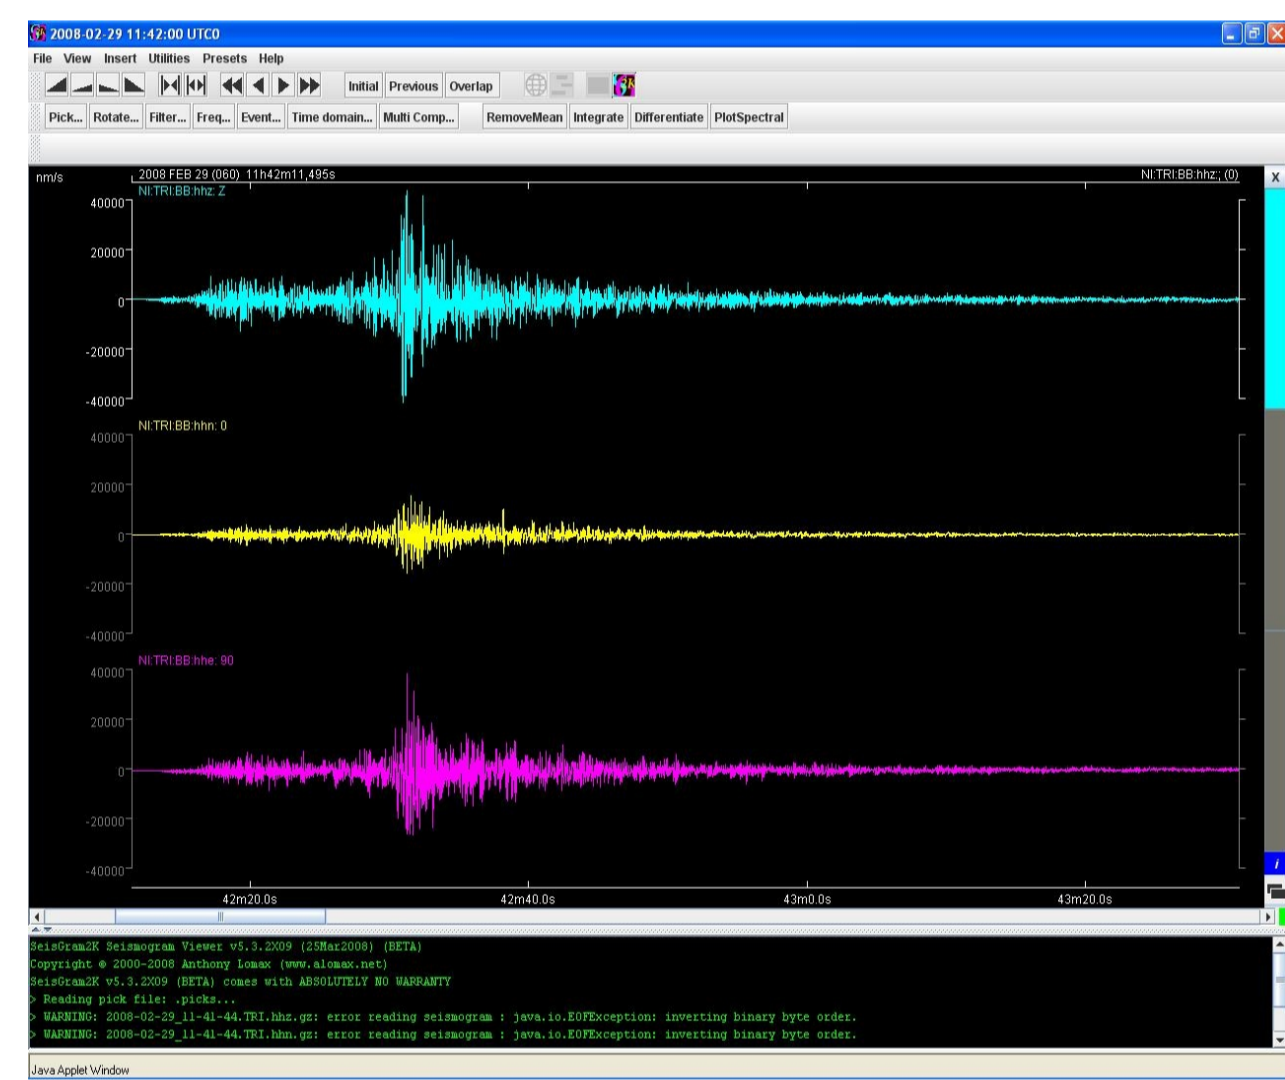 2008-02-29 11:42:00 UTC0
File View Insert Utilities Presets Help
Initial Previous Overlap
Pick... Rotate... Filter... Freq... Event... Time domain... Multi Comp... RemoveMean Integrate Differentiate PlotSpectral
nm/s 2008 FEB 29 (060) 11h42m11,495s NI:TRI:BB:hhz:; (0) X
NI:TRI:BB:hhz: Z
40000
20000
0
-20000
-40000
NI:TRI:BB:hhn: 0
40000
20000
0
-20000
-40000
NI:TRI:BB:hhe: 90
40000
20000
0
-20000
-40000
i
42m20.0s 42m40.0s 43m0.0s 43m20.0s
SeisGram2K Seismogram Viewer v5.3.2X09 (25Mar2008) (BETA)
Copyright © 2000-2008 Anthony Lomax (www.alomax.net)
SeisGram2K v5.3.2X09 (BETA) comes with ABSOLUTELY NO WARRANTY
> Reading pick file: .picks...
> WARNING: 2008-02-29_11-41-44.TRI.hhz.gz: error reading seismogram : java.io.EOFException: inverting binary byte order.
> WARNING: 2008-02-29_11-41-44.TRI.hhn.gz: error reading seismogram : java.io.EOFException: inverting binary byte order.
Java Applet Window